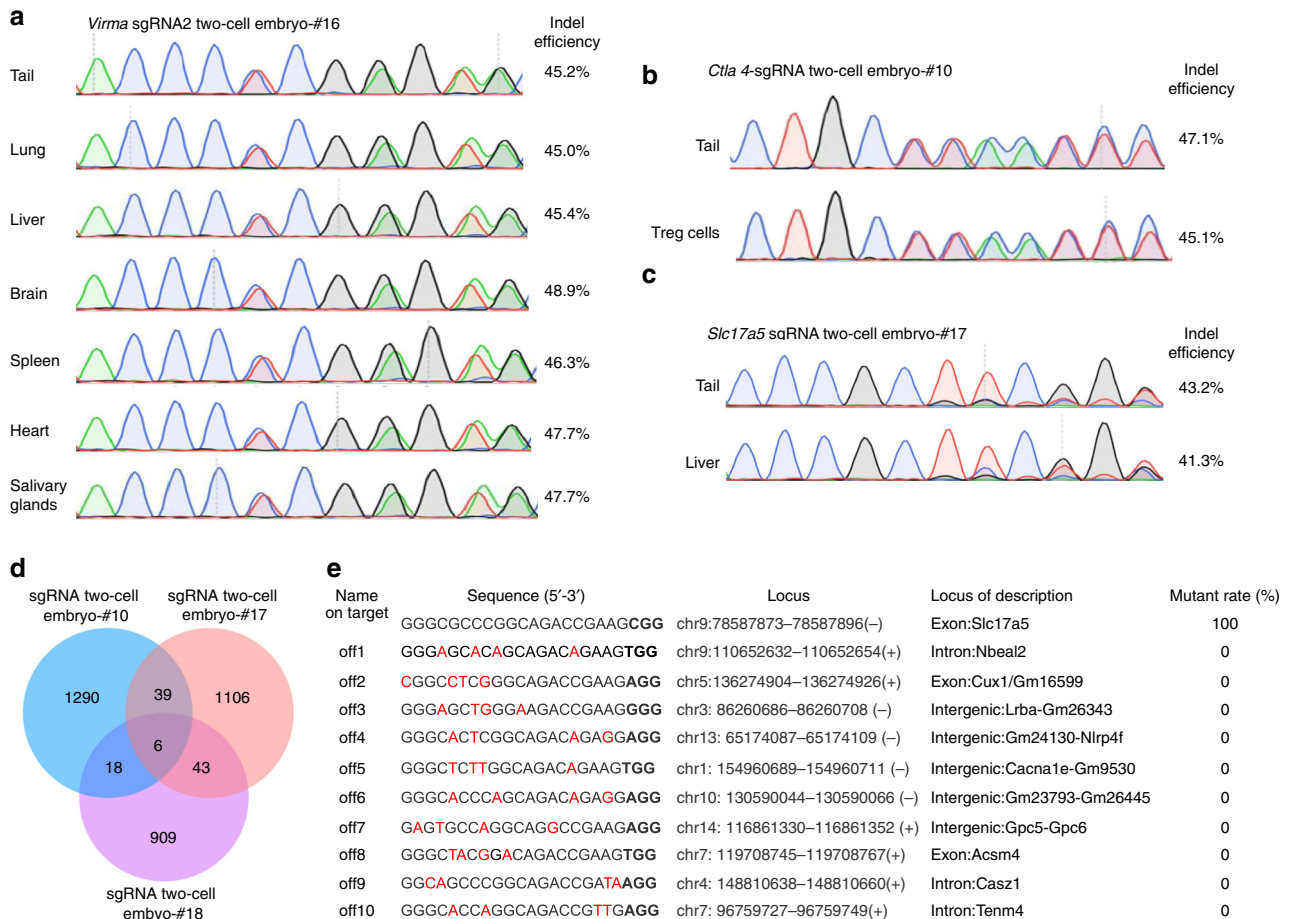 a
Virma sgRNA2 two-cell embryo-#16
Indel
efficiency
Tail
45.2%
Lung
45.0%
Liver
45.4%
Brain
48.9%
Spleen
46.3%
Heart
47.7%
Salivary
glands
47.7%
b
Ctla 4-sgRNA two-cell embryo-#10
Indel
efficiency
Tail
47.1%
Treg cells
45.1%
c
Slc17a5 sgRNA two-cell embryo-#17
Indel
efficiency
Tail
43.2%
Liver
41.3%
d
sgRNA two-cell
embryo-#10
sgRNA two-cell
embryo-#17
1290
39
1106
6
18
43
909
sgRNA two-cell
embvo-#18
e
Name
on target
Sequence (5′-3′)
Locus
Locus of description
Mutant rate (%)
GGGCGCCCGGCAGACCGAAGCGG chr9:78587873–78587896(–) Exon:Slc17a5 100
off1 GGGAGCACAGCAGACAGAAGTGG chr9:110652632–110652654(+) Intron:Nbeal2 0
off2 CGGCCTCGGGCAGACCGAAGAGG chr5:136274904–136274926(+) Exon:Cux1/Gm16599 0
off3 GGGAGCTGGGAAGACCGAAGGGG chr3: 86260686–86260708 (–) Intergenic:Lrba-Gm26343 0
off4 GGGCACTCGGCAGACAGAGGAGG chr13: 65174087–65174109 (–) Intergenic:Gm24130-Nlrp4f 0
off5 GGGCTCTTGGCAGACAGAAGTGG chr1: 154960689–154960711 (–) Intergenic:Cacna1e-Gm9530 0
off6 GGGCACCCAGCAGACAGAGGAGG chr10: 130590044–130590066 (–) Intergenic:Gm23793-Gm26445 0
off7 GAGTGCCAGGCAGGCCGAAGAGG chr14: 116861330–116861352 (+) Intergenic:Gpc5-Gpc6 0
off8 GGGCTACGGACAGACCGAAGTGG chr7: 119708745–119708767(+) Exon:Acsm4 0
off9 GGCAGCCCGGCAGACCGATAAGG chr4: 148810638–148810660(+) Intron:Casz1 0
off10 GGGCACCAGGCAGACCGTTGAGG chr7: 96759727–96759749(+) Intron:Tenm4 0